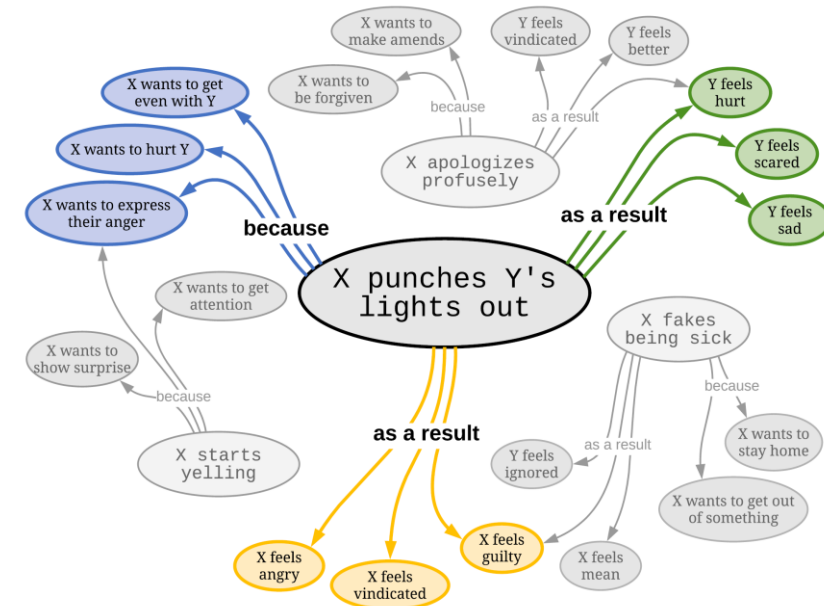 X wants to
make amends
Y feels
vindicated
Y feels
better
X wants to
be forgiven
because
as a result
X apologizes
profusely
X wants to get
even with Y
X wants to hurt Y
X wants to express
their anger
because
Y feels
hurt
Y feels
scared
Y feels
sad
as a result
X punches Y's
lights out
X wants to get
attention
X wants to
show surprise
because
X starts
yelling
X fakes
being sick
because
as a result
X wants to
stay home
X wants to get out
of something
Y feels
ignored
X feels
mean
as a result
X feels
angry
X feels
vindicated
X feels
guilty